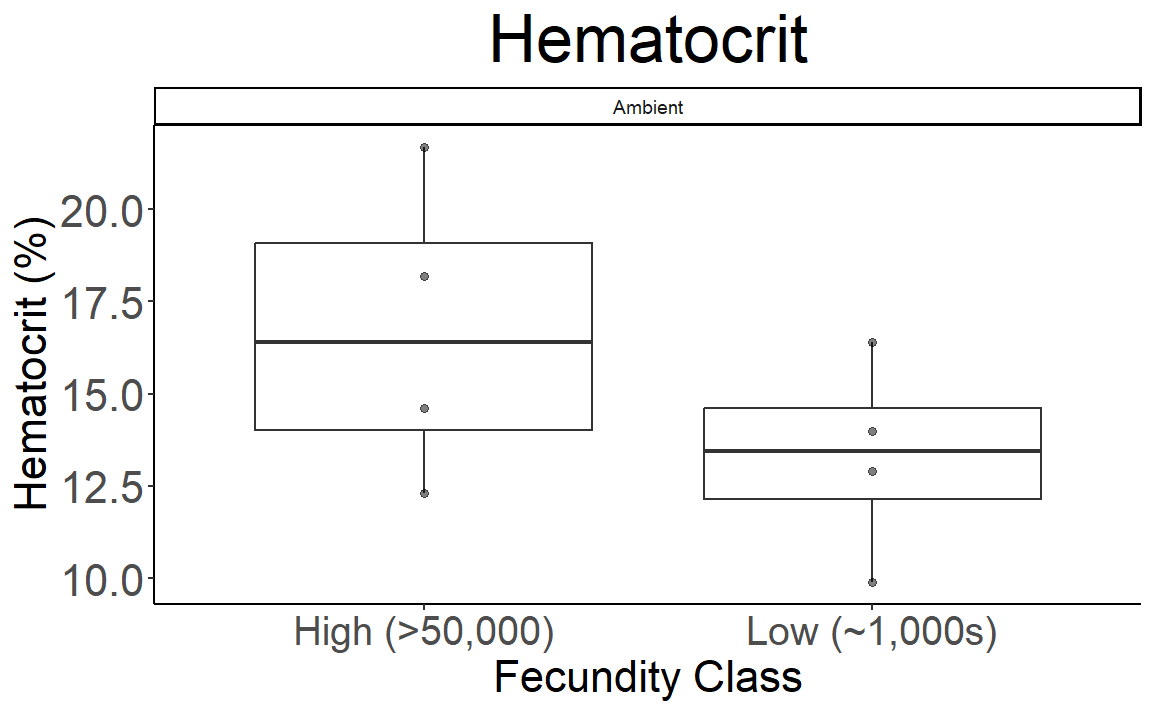 Hematocrit
Ambient
Hematocrit (%)
20.0
17.5
15.0
12.5
10.0
High (>50,000)
Low (~1,000s)
Fecundity Class